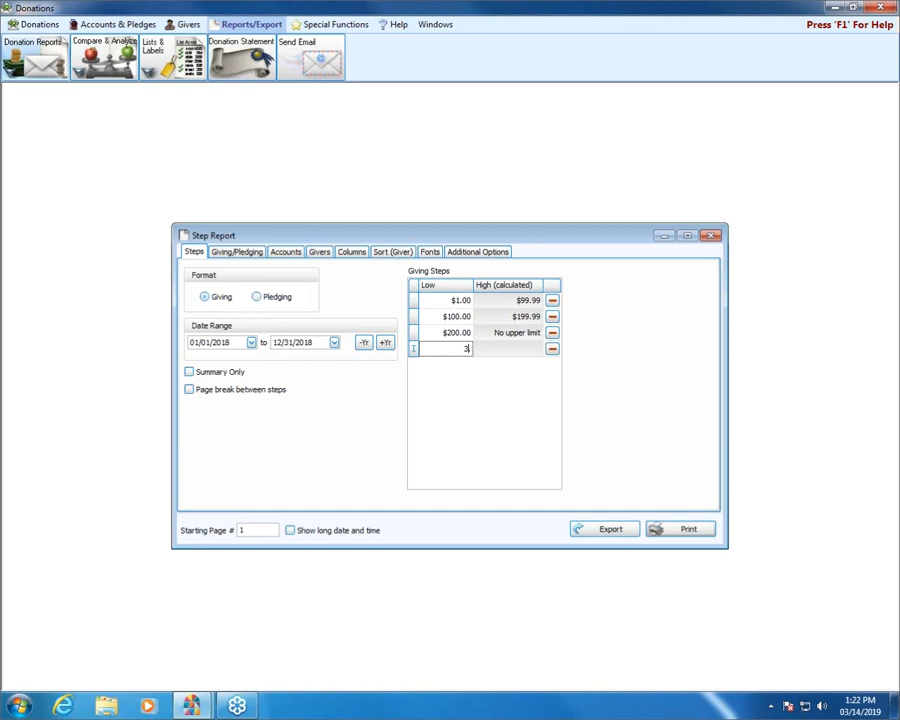 Donations
Donations Accounts & Pledges Givers Reports/Export Special Functions Help Windows Press 'F1' For Help
Donation Reports Compare & Analyze Lists & Labels Donation Statement Send Email
Step Report
Steps Giving/Pledging Accounts Givers Columns Sort (Giver) Fonts Additional Options
Format
Giving Pledging
Date Range
01/01/2018 to 12/31/2018 -Yr +Yr
Summary Only
Page break between steps
Giving Steps
Low High (calculated)
$1.00 $99.99
$100.00 $199.99
$200.00 No upper limit
3
Starting Page # 1 Show long date and time Export Print
1:22 PM
03/14/2019